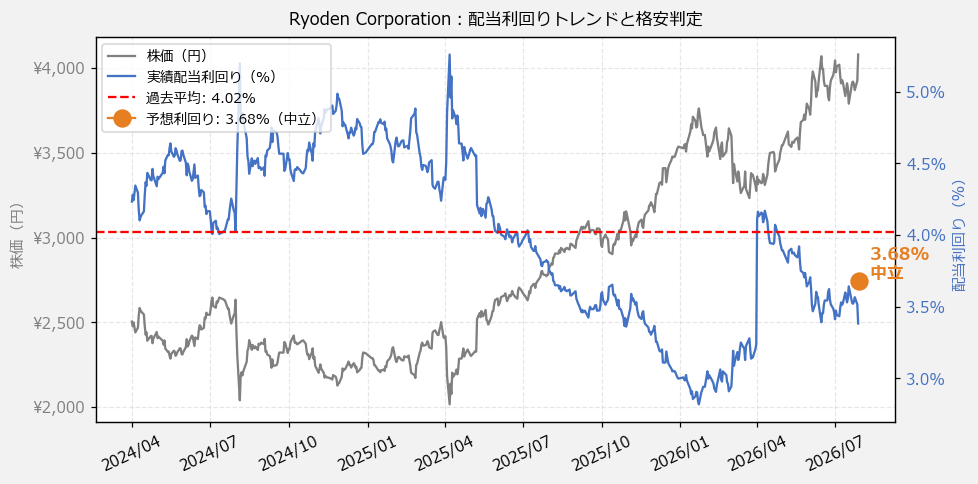 Ryoden Corporation：配当利回りトレンドと格安判定
株価（円）
実績配当利回り（%）
過去平均: 4.02%
予想利回り: 3.68%（中立）
¥4,000
¥3,500
¥3,000
¥2,500
¥2,000
株価（円）
5.0%
4.5%
4.0%
3.5%
3.0%
配当利回り（%）
3.68%
中立
2024/04
2024/07
2024/10
2025/01
2025/04
2025/07
2025/10
2026/01
2026/04
2026/07